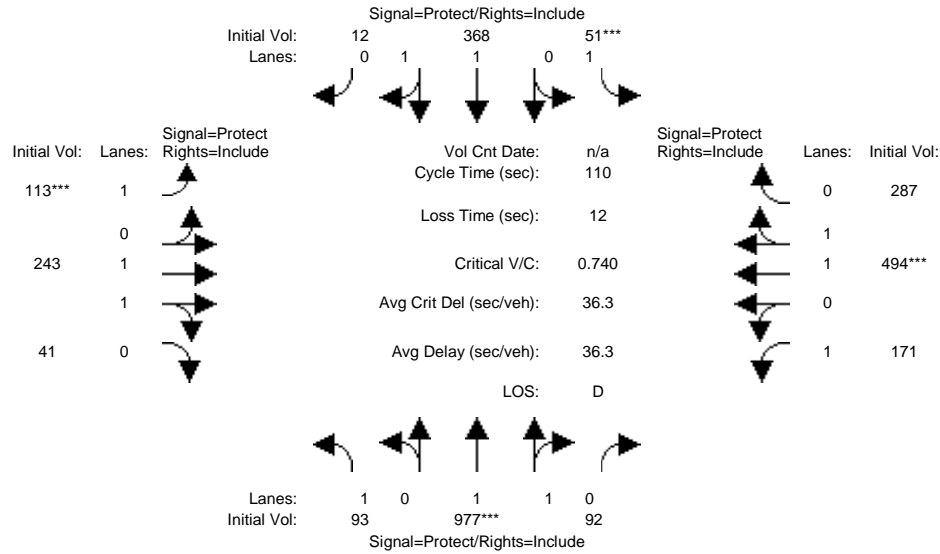 Signal=Protect/Rights=Include
Initial Vol: 12 368 51***
Lanes: 0 1 1 0 1
Signal=Protect
Initial Vol: Lanes: Rights=Include
Vol Cnt Date: n/a
Signal=Protect
Rights=Include Lanes: Initial Vol:
Cycle Time (sec): 110
113*** 1
0 287
Loss Time (sec): 12
0
1
243 1
Critical V/C: 0.740
1 494***
1
Avg Crit Del (sec/veh): 36.3
0
41 0
Avg Delay (sec/veh): 36.3
1 171
LOS: D
Lanes: 1 0 1 1 0
Initial Vol: 93 977*** 92
Signal=Protect/Rights=Include